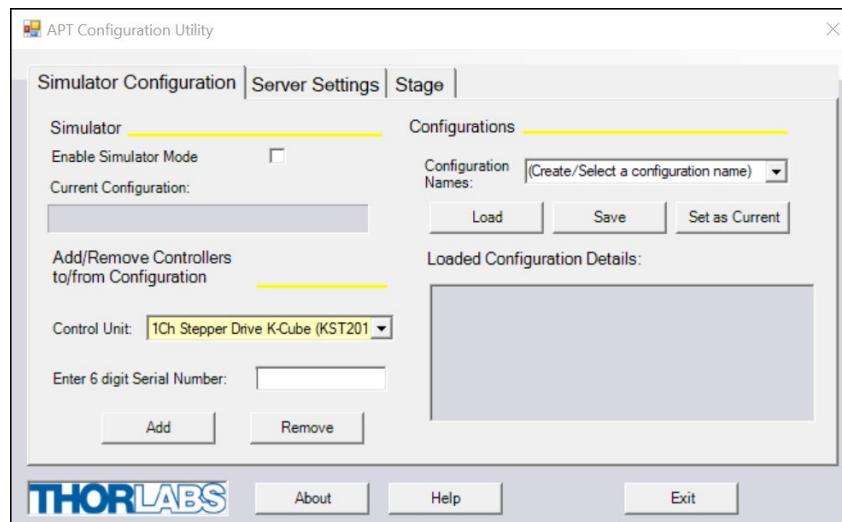 APT Configuration Utility
Simulator Configuration
Server Settings
Stage
Simulator
Enable Simulator Mode
Current Configuration:
Add/Remove Controllers
to/from Configuration
Control Unit:
1Ch Stepper Drive K-Cube (KST201
Enter 6 digit Serial Number:
Add
Remove
Configurations
Configuration
Names:
(Create/Select a configuration name)
Load
Save
Set as Current
Loaded Configuration Details:
THORLABS
About
Help
Exit